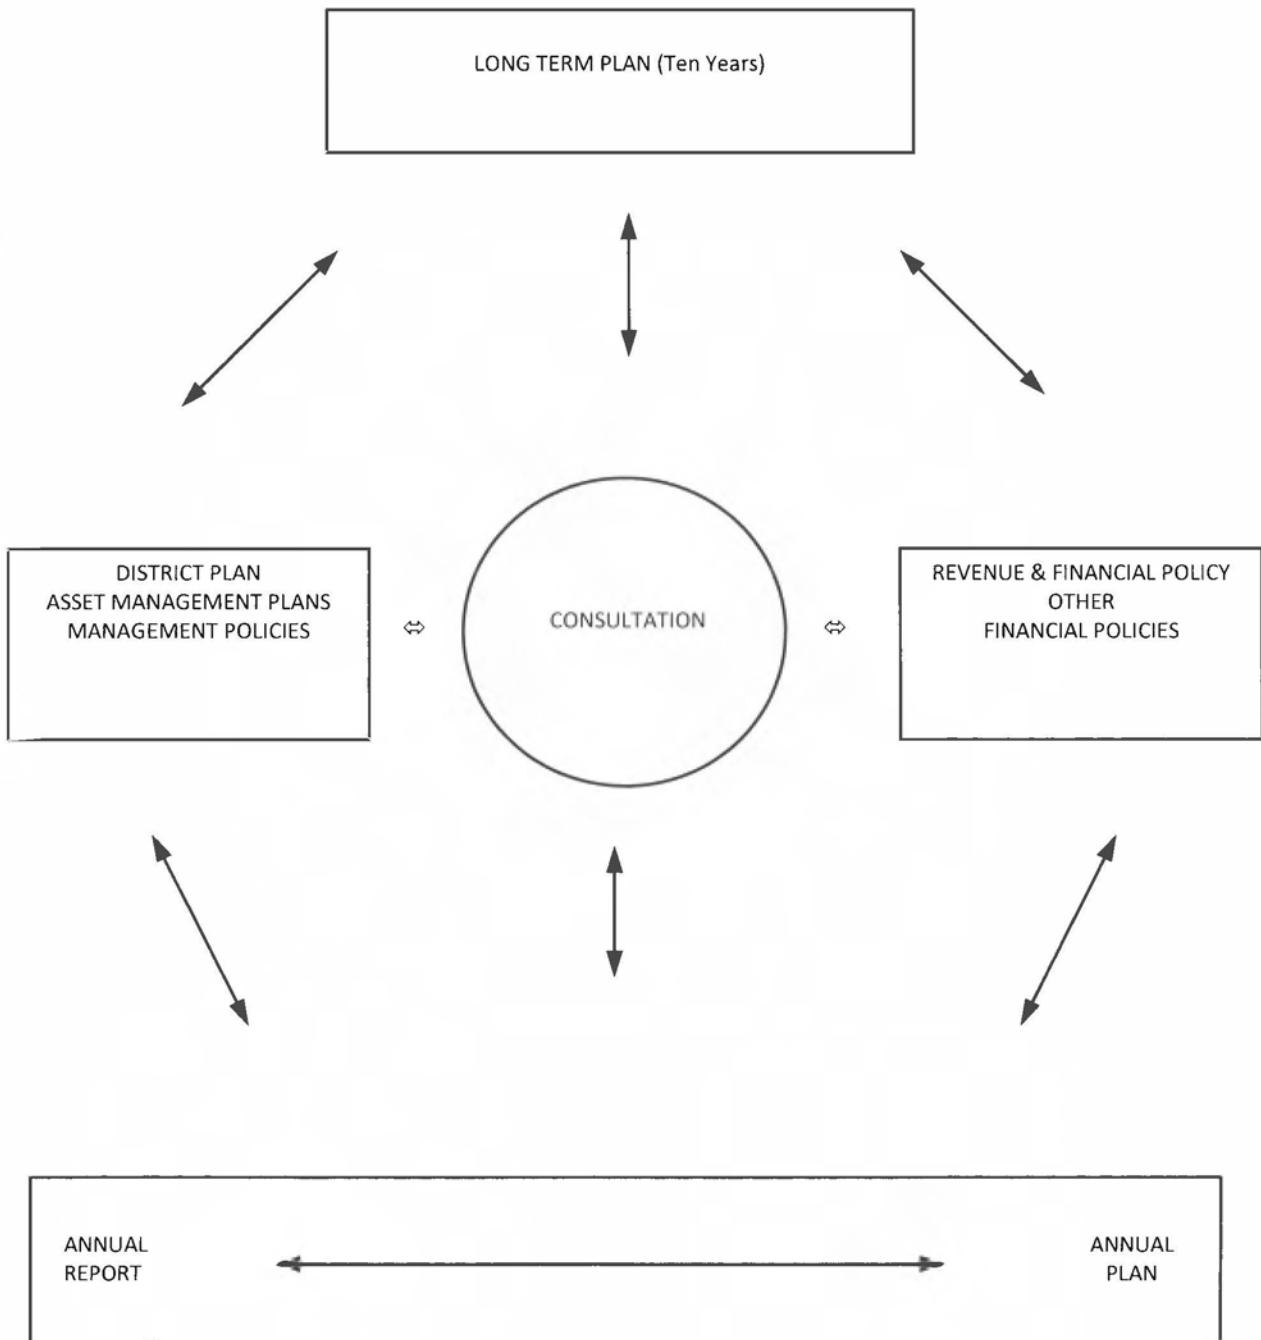 LONG TERM PLAN (Ten Years)
DISTRICT PLAN
ASSET MANAGEMENT PLANS
MANAGEMENT POLICIES
CONSULTATION
REVENUE & FINANCIAL POLICY
OTHER
FINANCIAL POLICIES
ANNUAL
REPORT
ANNUAL
PLAN